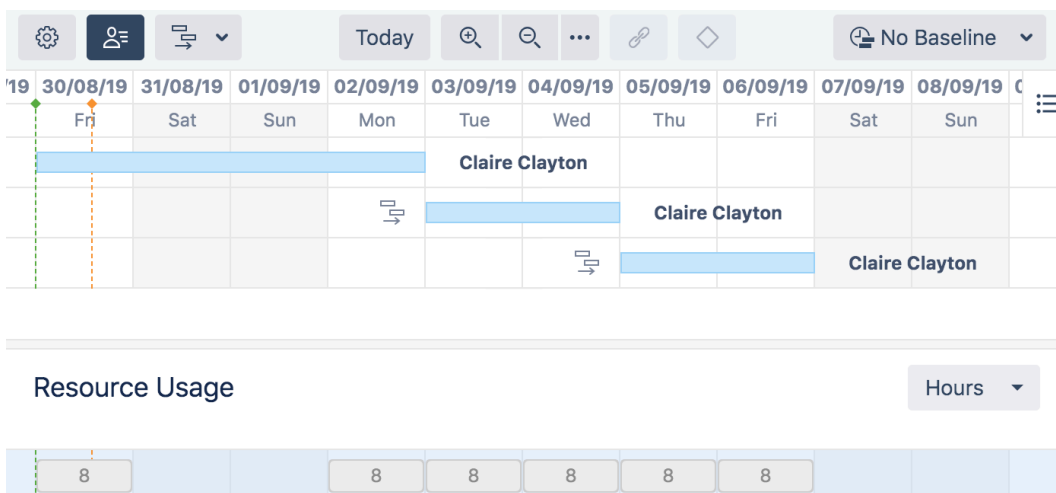 Today No Baseline
/19 30/08/19 31/08/19 01/09/19 02/09/19 03/09/19 04/09/19 05/09/19 06/09/19 07/09/19 08/09/19
Fri Sat Sun Mon Tue Wed Thu Fri Sat Sun
Claire Clayton
Claire Clayton
Claire Clayton
Resource Usage Hours
8 8 8 8 8 8